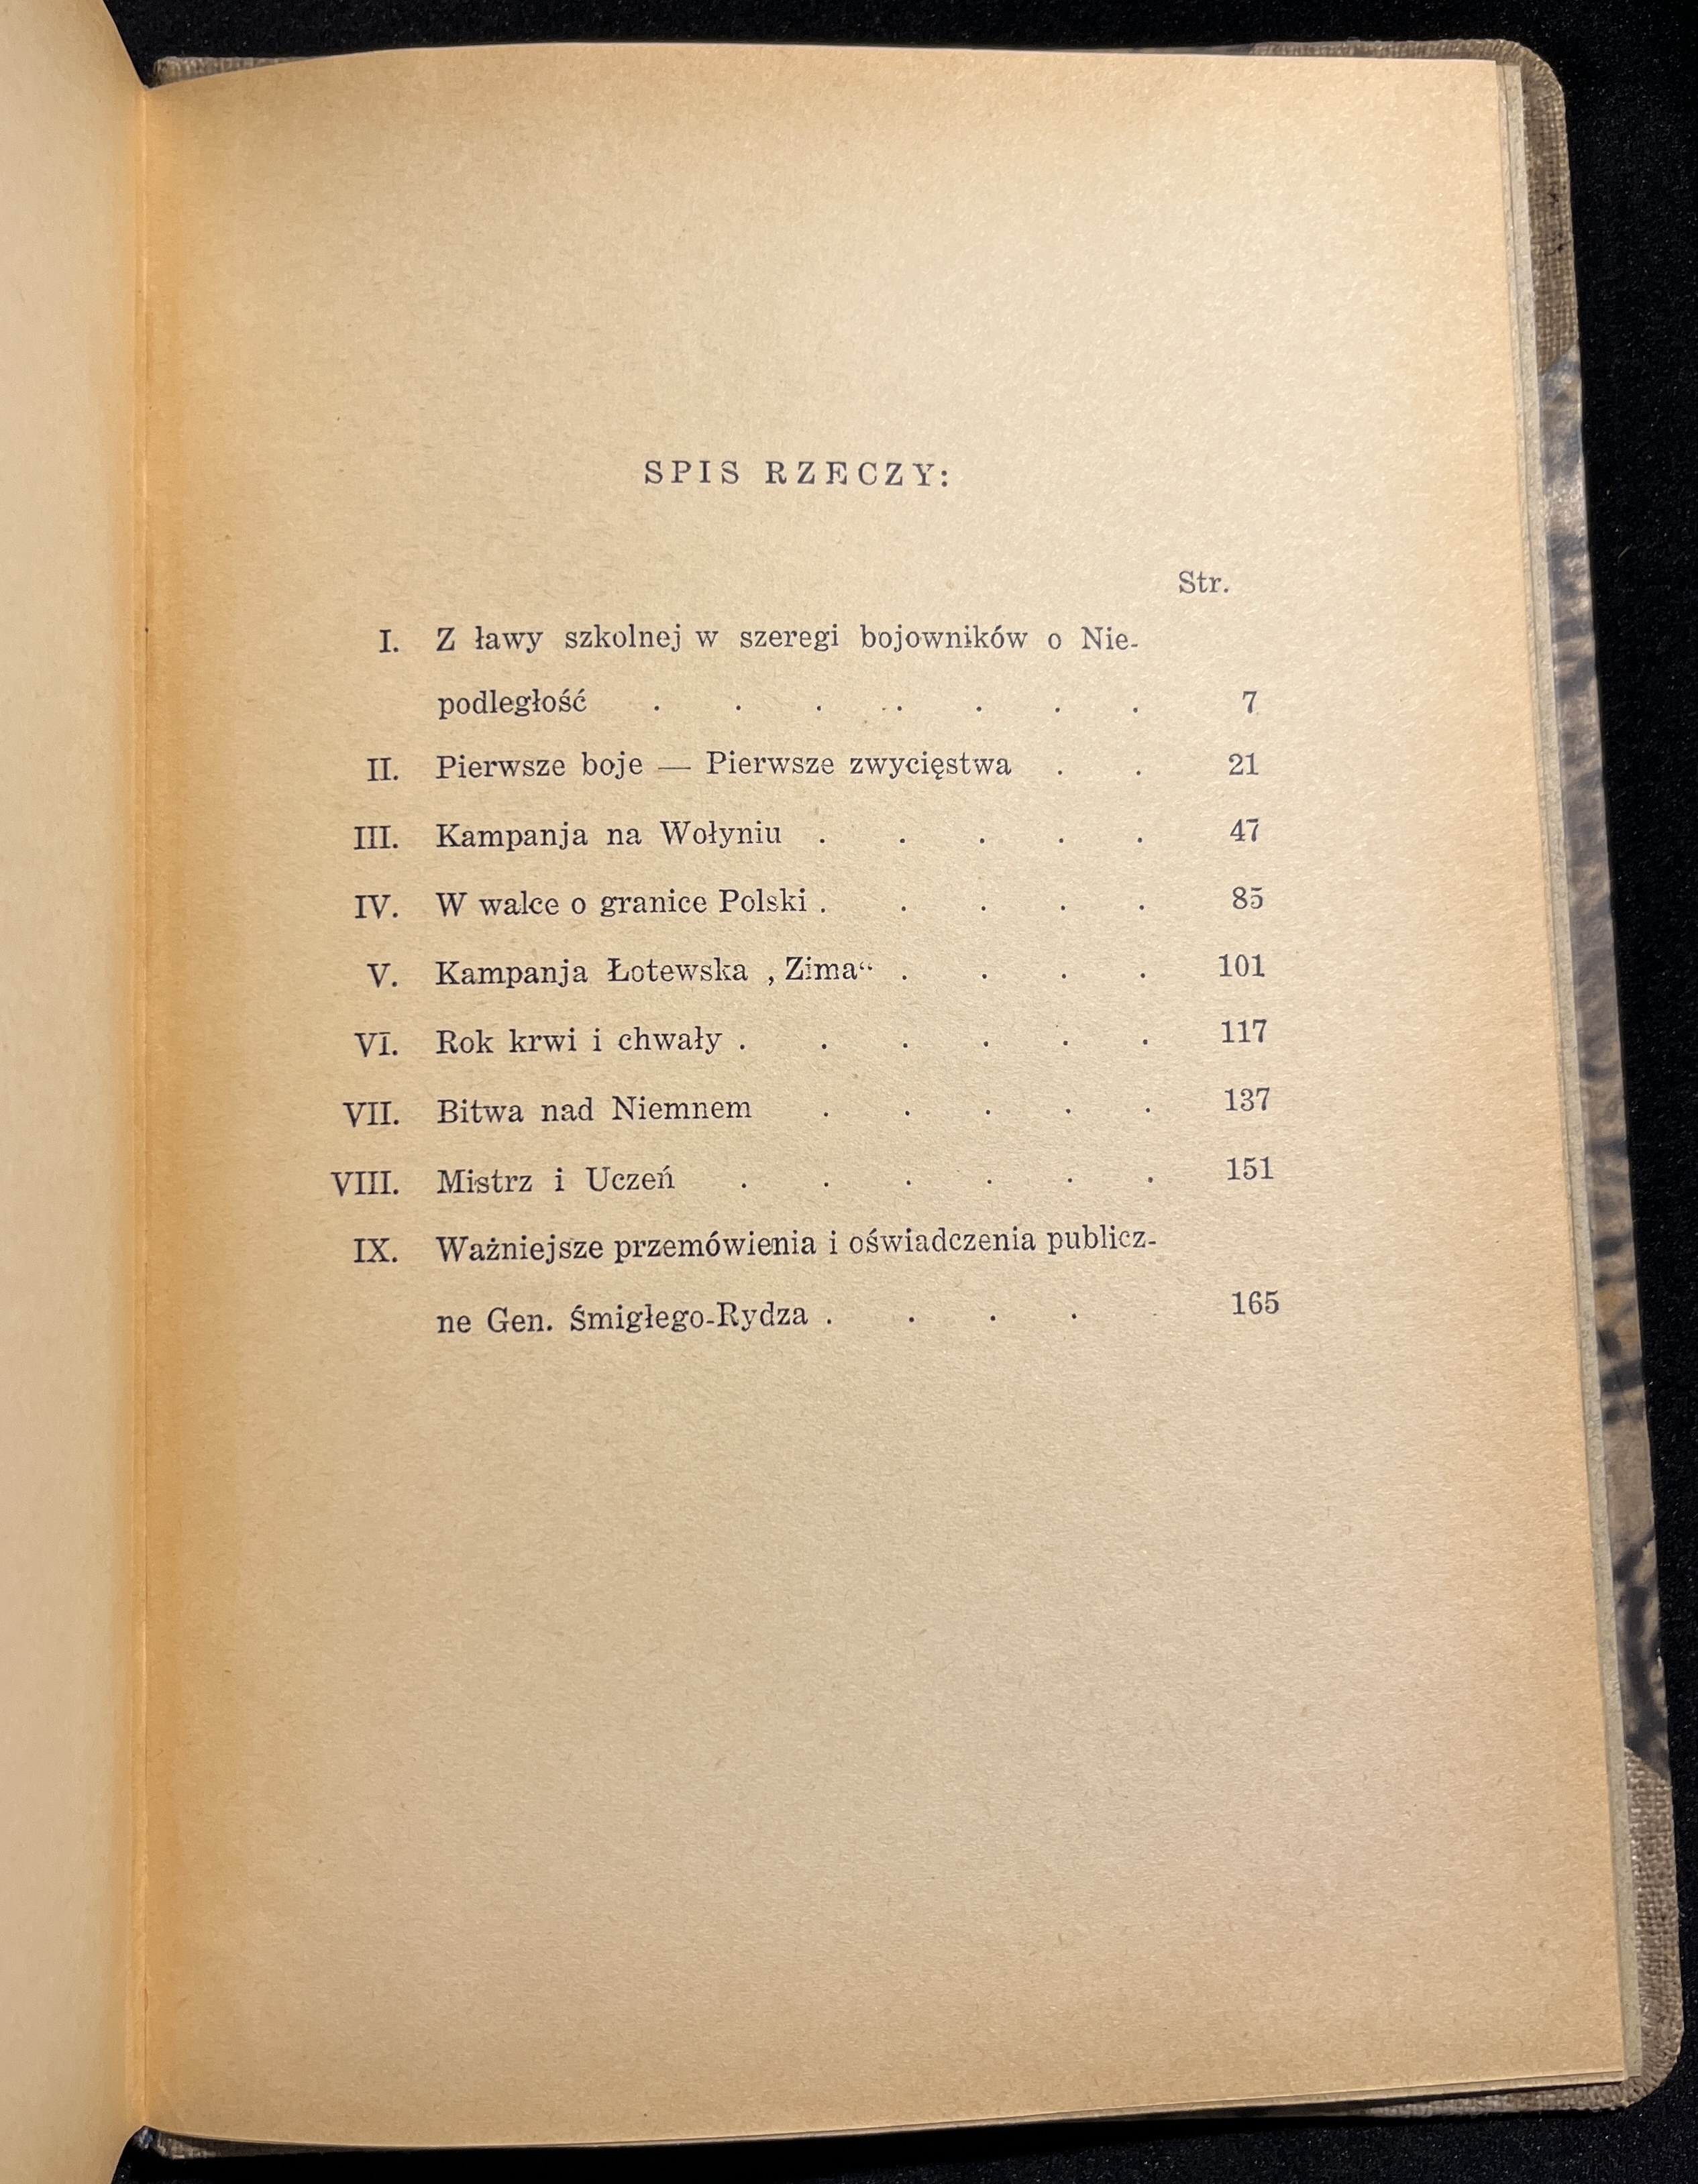 SPIS RZECZY:
Str.
I. Z ławy szkolnej w szeregi bojowników o Nie-
podległość . . . . . . . 7
II. Pierwsze boje — Pierwsze zwycięstwa . . 21
III. Kampanja na Wołyniu . . . . . 47
IV. W walce o granice Polski . . . . . 85
V. Kampanja Łotewska „Zima“ . . . . 101
VI. Rok krwi i chwały . . . . . . 117
VII. Bitwa nad Niemnem . . . . . 137
VIII. Mistrz i Uczeń . . . . . . 151
IX. Ważniejsze przemówienia i oświadczenia publicz-
ne Gen. Śmigłego-Rydza . . . . 165